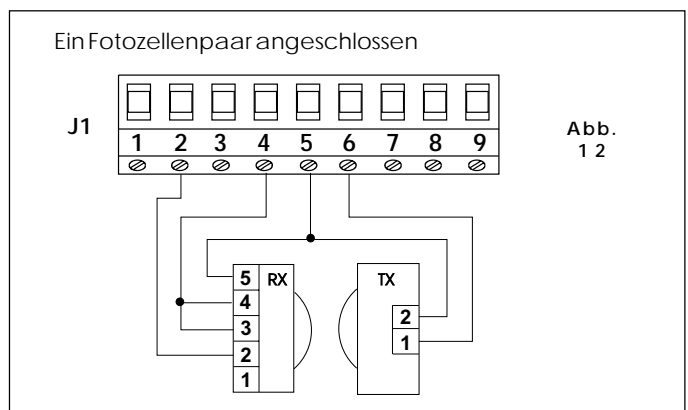 Ein Fotozellenpaar angeschlossen
J1
1 2 3 4 5 6 7 8 9
Abb.
12
5 RX
4
3
2
1
TX
2
1